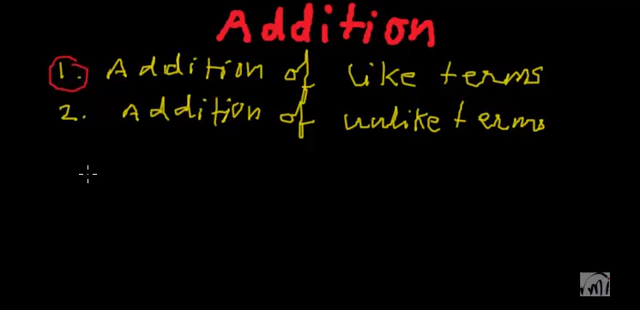 Addition
1. Addition of like terms
2. Addition of unlike terms